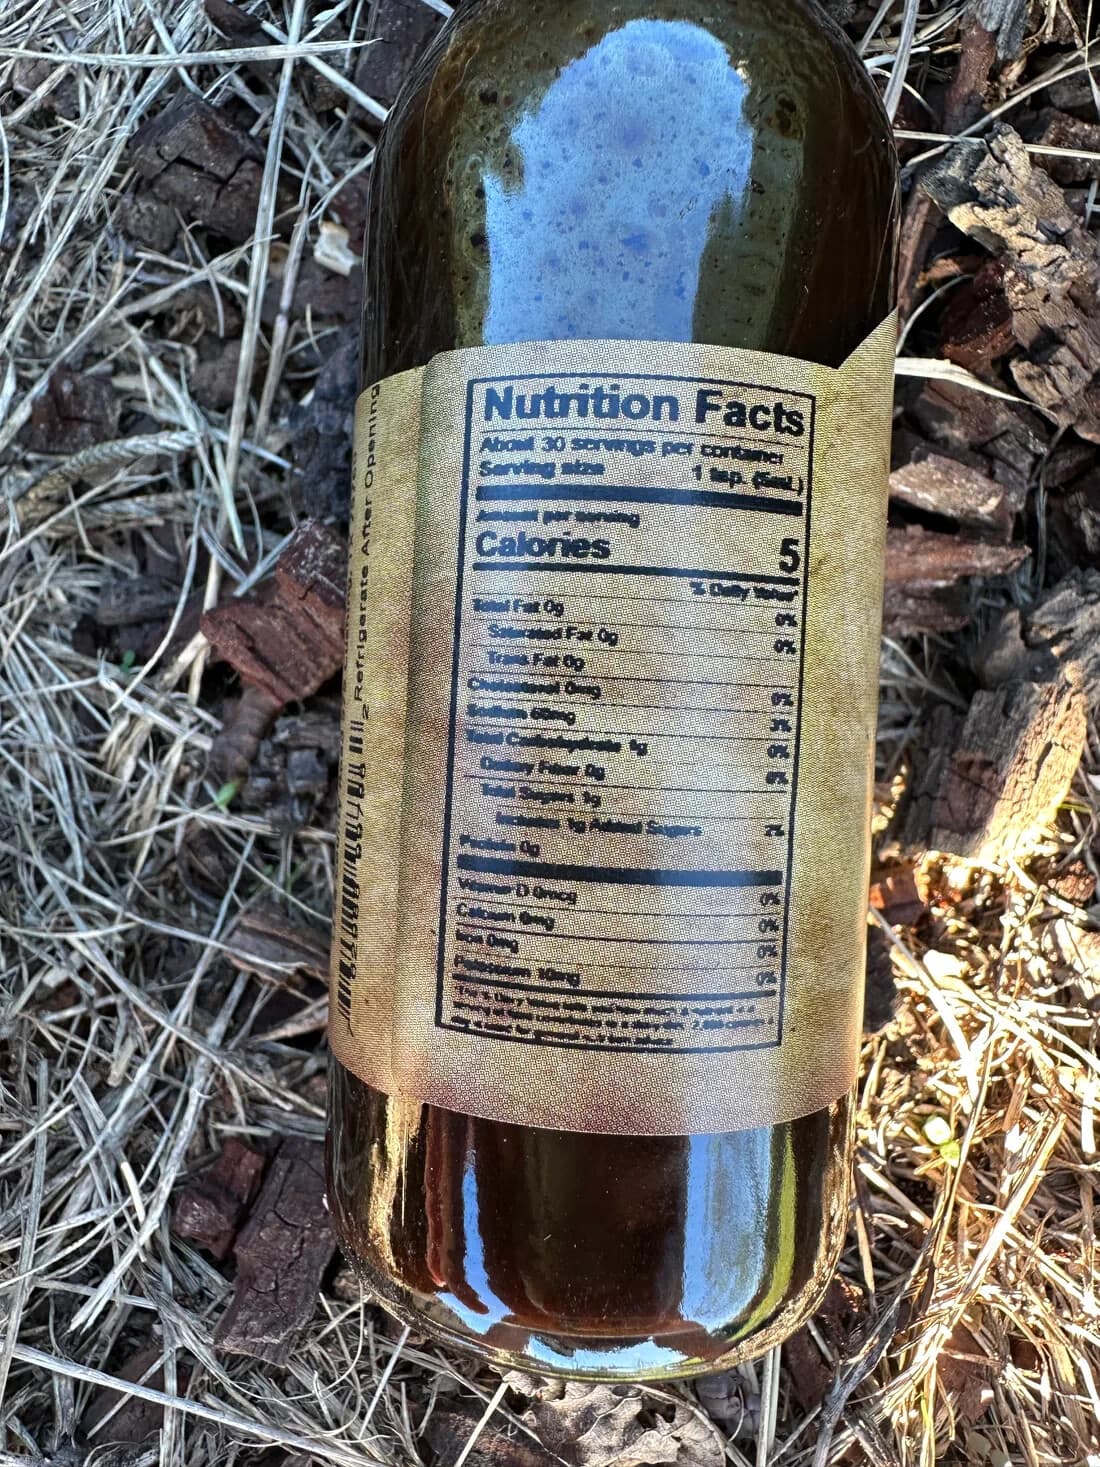 Refrigerate After Opening
Nutrition Facts
About 30 servings per container
Serving size 1 tsp. (5mL)
Amount per serving
Calories 5
% Daily Value*
Total Fat 0g 0%
Saturated Fat 0g 0%
Trans Fat 0g
Cholesterol 0mg 0%
Sodium 60mg 3%
Total Carbohydrate 1g 0%
Dietary Fiber 0g 0%
Total Sugars 1g
Includes 1g Added Sugars 2%
Protein 0g
Vitamin D 0mcg 0%
Calcium 0mg 0%
Iron 0mg 0%
Potassium 10mg 0%